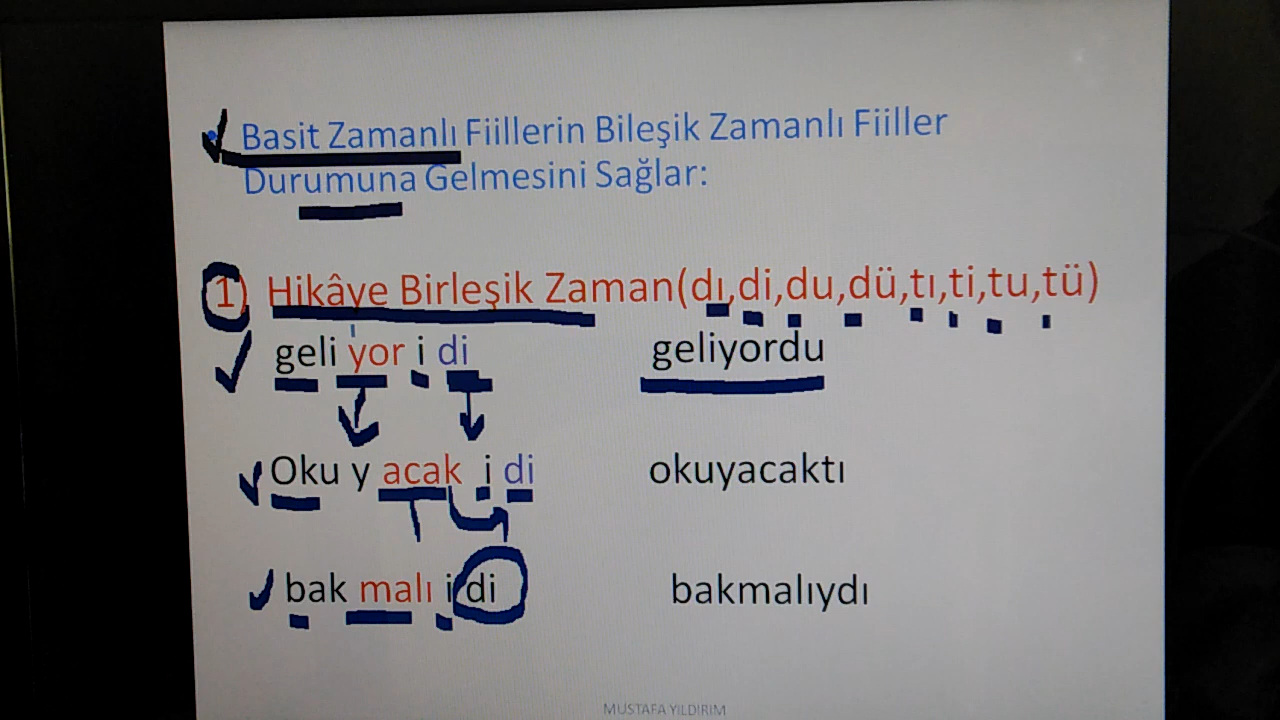 Basit Zamanlı Fiillerin Bileşik Zamanlı Fiiller
Durumuna Gelmesini Sağlar:
1) Hikâye Birleşik Zaman(dı,di,du,dü,tı,ti,tu,tü)
geli yor i di geliyordu
Oku y acak i di okuyacaktı
bak malı i di bakmalıydı
MUSTAFA YILDIRIM